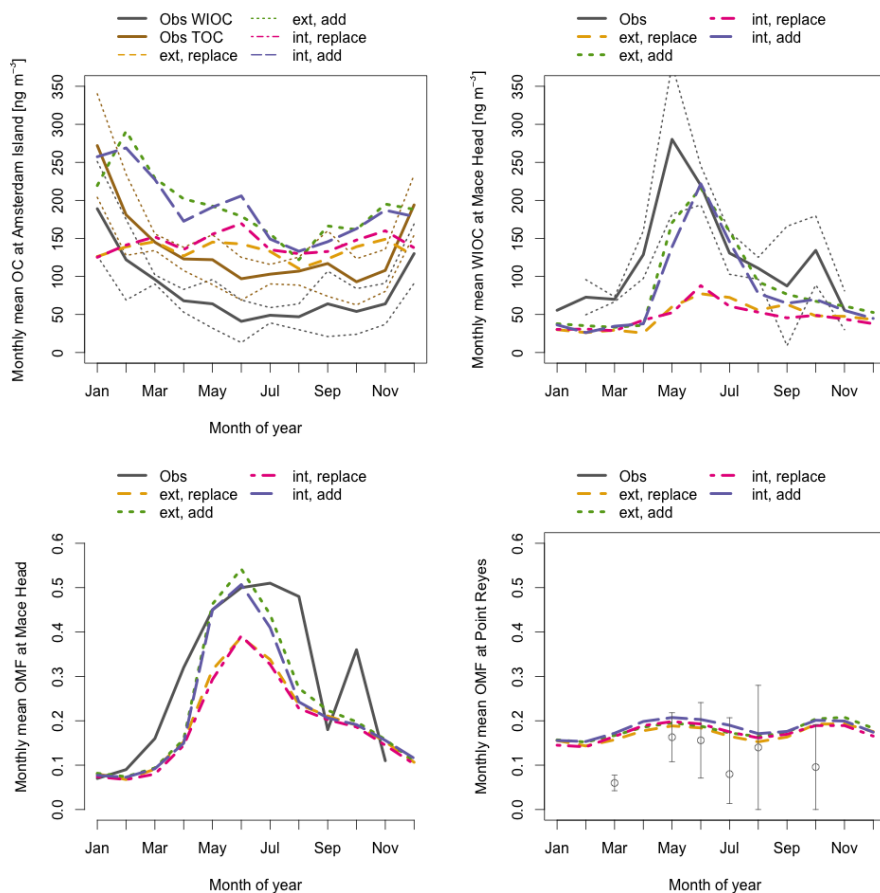 Obs WIOC
Obs TOC
ext, replace
ext, add
int, replace
int, add
Monthly mean OC at Amsterdam Island [ng m⁻³]
350
300
250
200
150
100
50
0
Jan Mar May Jul Sep Nov
Month of year
Obs
ext, replace
ext, add
int, replace
int, add
Monthly mean WIOC at Mace Head [ng m⁻³]
350
300
250
200
150
100
50
0
Jan Mar May Jul Sep Nov
Month of year
Obs
ext, replace
ext, add
int, replace
int, add
Monthly mean OMF at Mace Head
0.6
0.5
0.4
0.3
0.2
0.1
0.0
Jan Mar May Jul Sep Nov
Month of year
Obs
ext, replace
ext, add
int, replace
int, add
Monthly mean OMF at Point Reyes
0.6
0.5
0.4
0.3
0.2
0.1
0.0
Jan Mar May Jul Sep Nov
Month of year